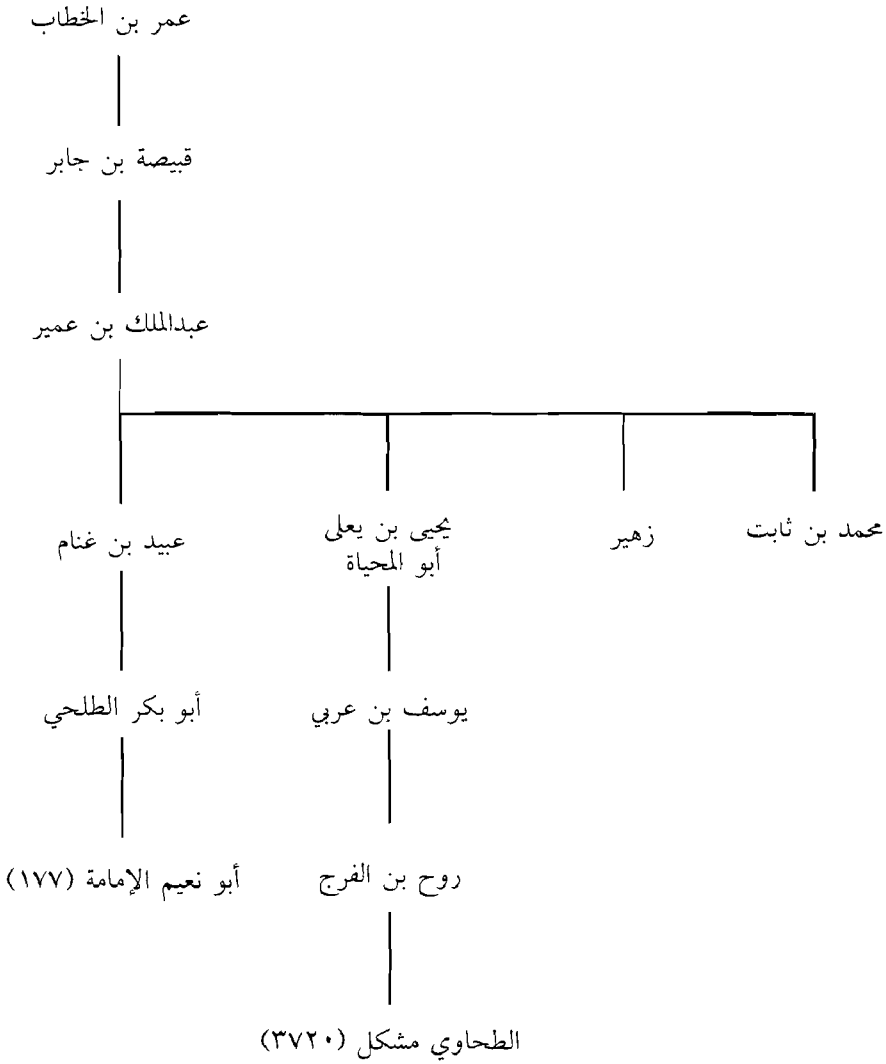 عمر بن الخطاب
قبيصة بن جابر
عبدالملك بن عمير
محمد بن ثابت
زهير
يحيى بن يعلى
أبو المحياة
عبيد بن غنام
يوسف بن عربي
أبو بكر الطلحي
روح بن الفرج
أبو نعيم الإمامة (١٧٧)
الطحاوي مشكل (٣٧٢٠)